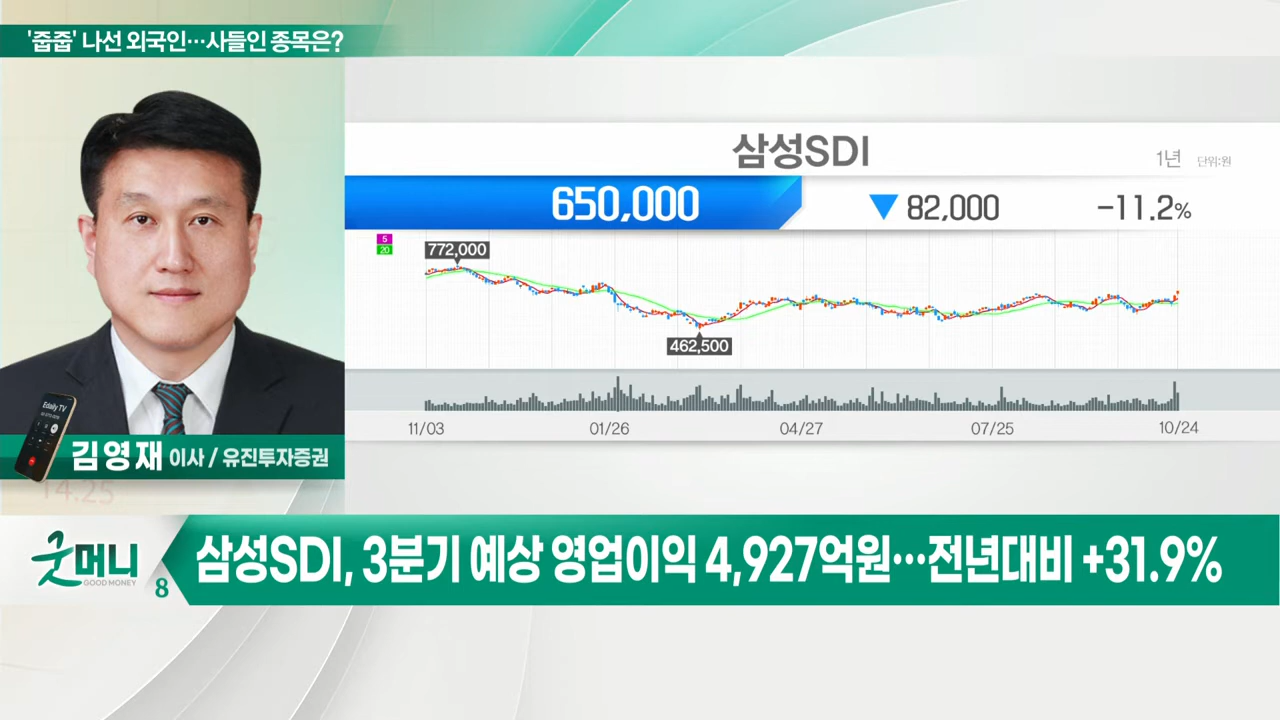 '줍줍' 나선 외국인…사들인 종목은?
삼성SDI
1년 단위:원
650,000 ▼ 82,000 -11.2%
5
20
772,000
462,500
11/03 01/26 04/27 07/25 10/24
Edaily TV
김영재 이사 / 유진투자증권
14.25
굿머니
GOOD MONEY
8
삼성SDI, 3분기 예상 영업이익 4,927억원…전년대비 +31.9%